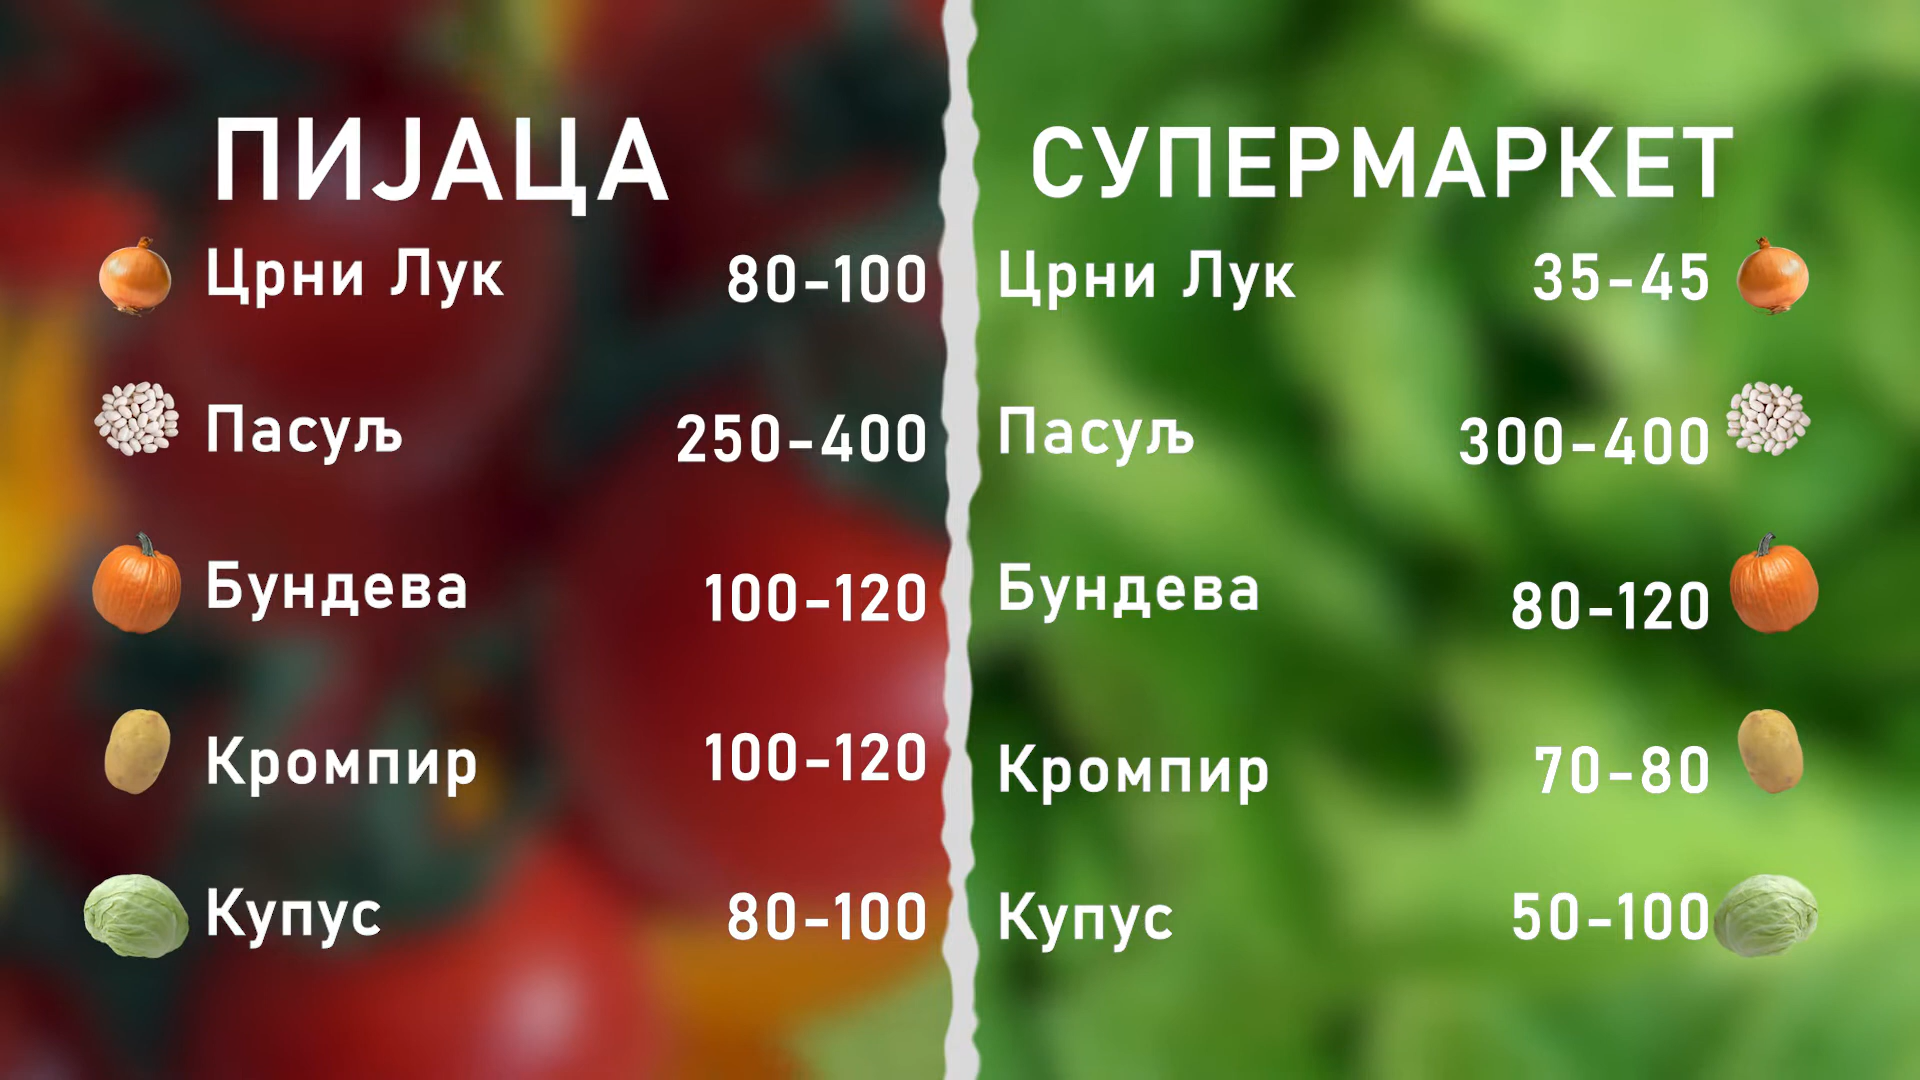 ПИЈАЦА
Црни Лук 80-100
Пасуљ 250-400
Бундева 100-120
Кромпир 100-120
Купус 80-100
СУПЕРМАРКЕТ
Црни Лук 35-45
Пасуљ 300-400
Бундева 80-120
Кромпир 70-80
Купус 50-100